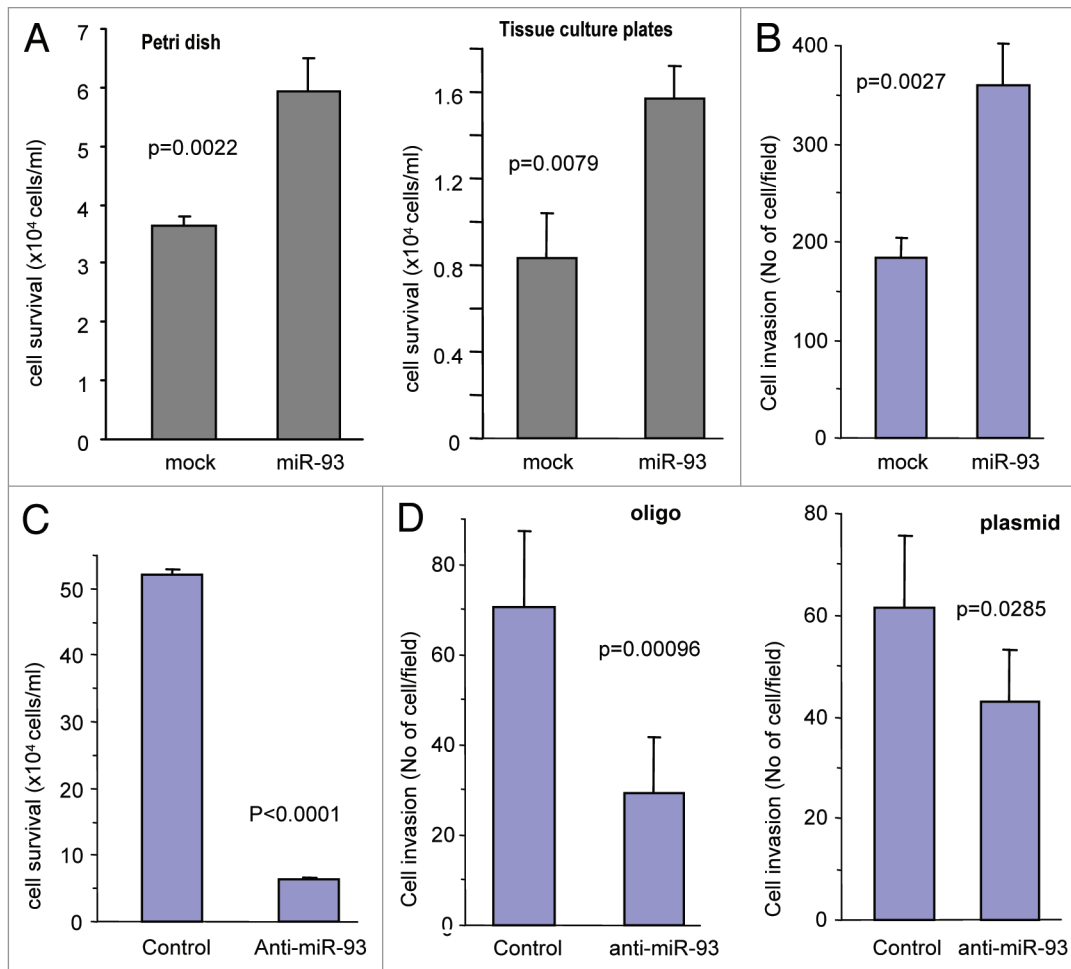 A
Petri dish
cell survival (x10⁴ cells/ml)
7
6
5
4
3
2
1
0
p=0.0022
mock
miR-93
Tissue culture plates
cell survival (x10⁴ cells/ml)
1.6
1.2
0.8
0.4
0
p=0.0079
mock
miR-93
B
Cell invasion (No of cell/field)
400
300
200
100
0
p=0.0027
mock
miR-93
C
cell survival (x10⁴ cells/ml)
50
40
30
20
10
0
P<0.0001
Control
Anti-miR-93
D
oligo
Cell invasion (No of cell/field)
80
60
40
20
0
p=0.00096
Control
anti-miR-93
plasmid
Cell invasion (No of cell/field)
80
60
40
20
0
p=0.0285
Control
anti-miR-93